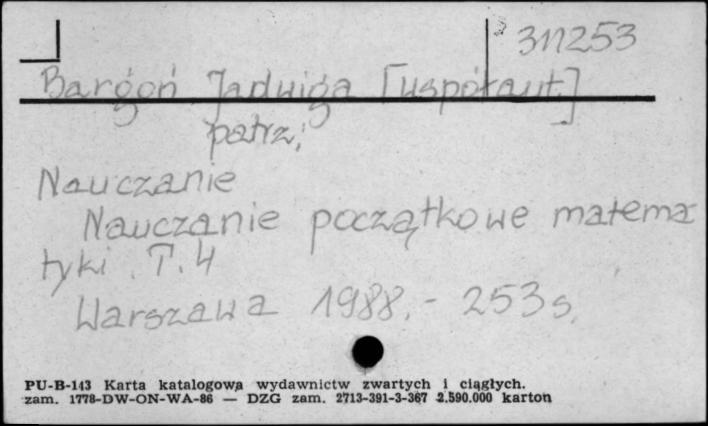 311253
Bargoń Jadwiga [współaut.]
patrz:
Nauczanie
Nauczanie początkowe matema
tyki. T. 4
Warszawa 1988.- 253 s.
PU-B-143 Karta katalogowa wydawnictw zwartych i ciągłych.
zam. 1778-DW-ON-WA-86 — DZG zam. 2713-391-3-367 2.590.000 karton